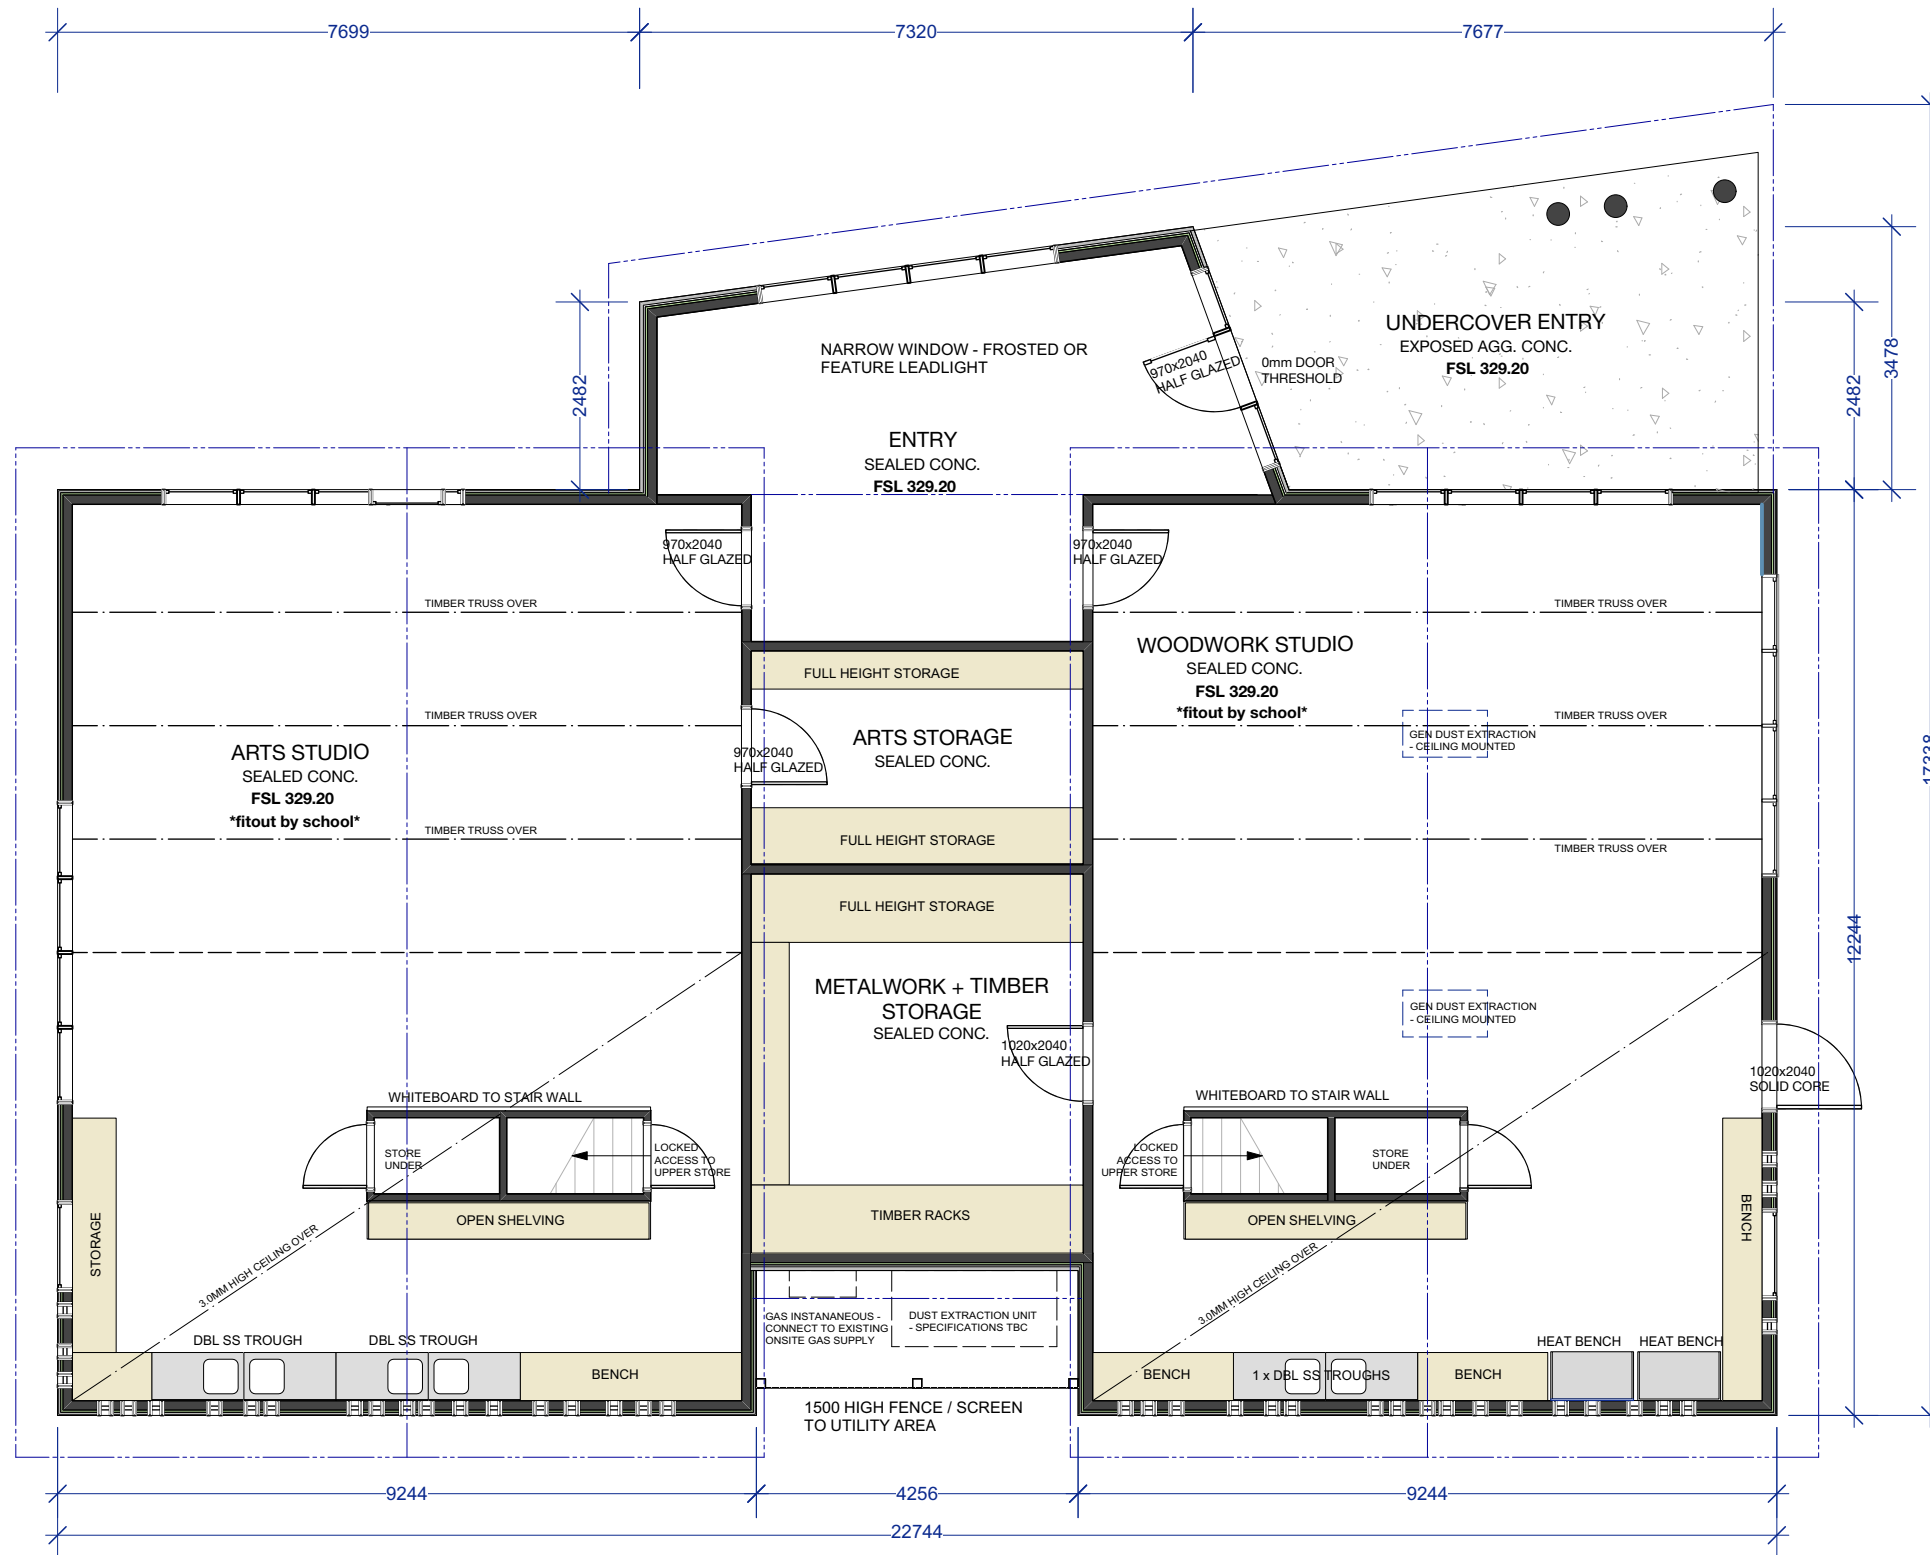 7699
7320
7677
2482
NARROW WINDOW - FROSTED OR
FEATURE LEADLIGHT
970x2040
HALF GLAZED
0mm DOOR
THRESHOLD
UNDERCOVER ENTRY
EXPOSED AGG. CONC.
FSL 329.20
2482
3478
ENTRY
SEALED CONC.
FSL 329.20
970x2040
HALF GLAZED
970x2040
HALF GLAZED
TIMBER TRUSS OVER
TIMBER TRUSS OVER
WOODWORK STUDIO
SEALED CONC.
FSL 329.20
*fitout by school*
FULL HEIGHT STORAGE
TIMBER TRUSS OVER
TIMBER TRUSS OVER
GEN DUST EXTRACTION
- CEILING MOUNTED
ARTS STUDIO
SEALED CONC.
FSL 329.20
*fitout by school*
970x2040
HALF GLAZED
ARTS STORAGE
SEALED CONC.
17338
TIMBER TRUSS OVER
FULL HEIGHT STORAGE
TIMBER TRUSS OVER
FULL HEIGHT STORAGE
12244
METALWORK + TIMBER
STORAGE
SEALED CONC.
1020x2040
HALF GLAZED
GEN DUST EXTRACTION
- CEILING MOUNTED
1020x2040
SOLID CORE
WHITEBOARD TO STAIR WALL
WHITEBOARD TO STAIR WALL
STORE
UNDER
LOCKED
ACCESS TO
UPPER STORE
LOCKED
ACCESS TO
UPPER STORE
STORE
UNDER
STORAGE
OPEN SHELVING
TIMBER RACKS
OPEN SHELVING
BENCH
3.0MM HIGH CEILING OVER
3.0MM HIGH CEILING OVER
GAS INSTANANEOUS -
CONNECT TO EXISTING
ONSITE GAS SUPPLY
DUST EXTRACTION UNIT
- SPECIFICATIONS TBC
DBL SS TROUGH
DBL SS TROUGH
HEAT BENCH
HEAT BENCH
BENCH
BENCH
1 x DBL SS TROUGHS
BENCH
1500 HIGH FENCE / SCREEN
TO UTILITY AREA
9244
4256
9244
22744